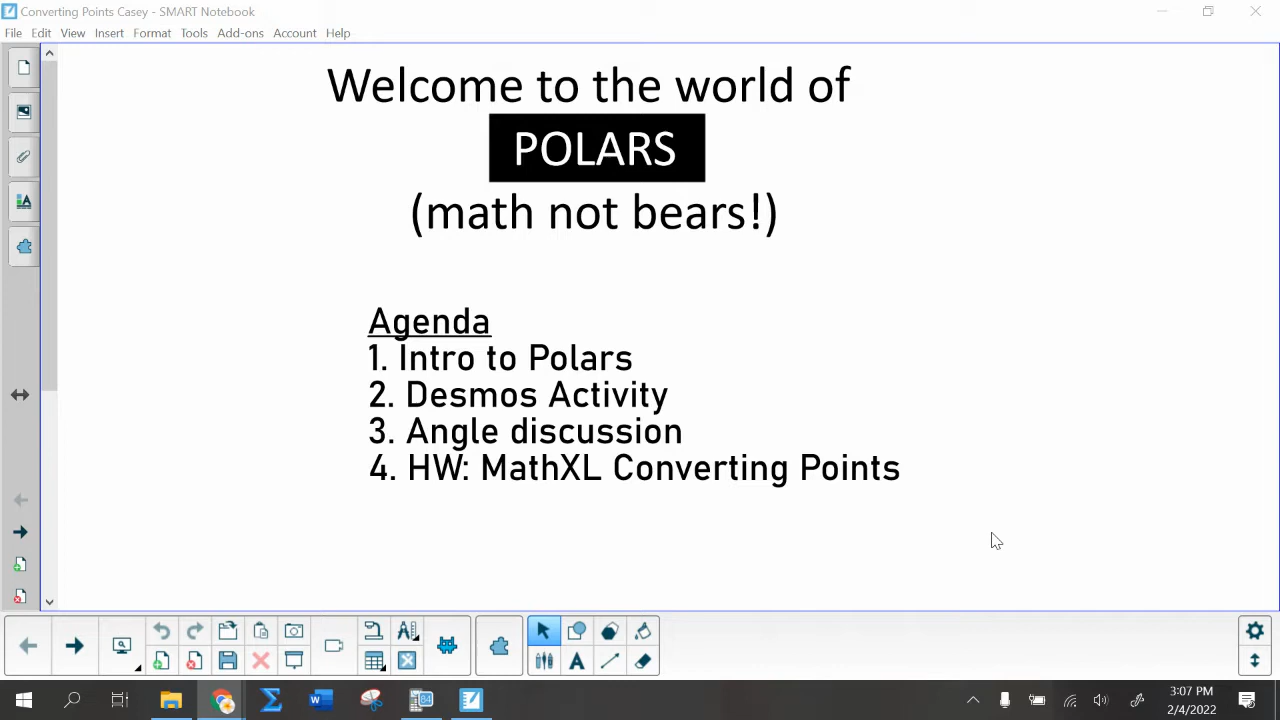 Converting Points Casey - SMART Notebook
File Edit View Insert Format Tools Add-ons Account Help
Welcome to the world of
POLARS
(math not bears!)
Agenda
1. Intro to Polars
2. Desmos Activity
3. Angle discussion
4. HW: MathXL Converting Points
3:07 PM
2/4/2022